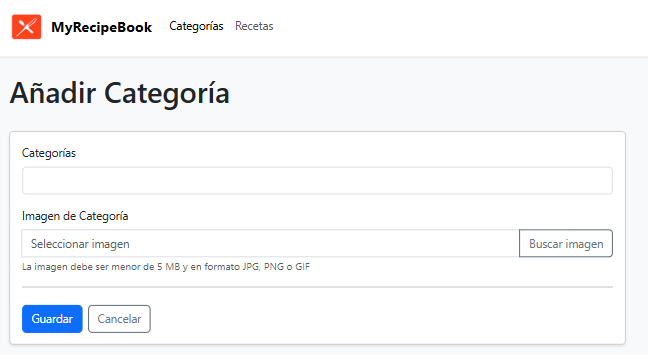 MyRecipeBook Categorías Recetas
Añadir Categoría
Categorías
Imagen de Categoría
Seleccionar imagen Buscar imagen
La imagen debe ser menor de 5 MB y en formato JPG, PNG o GIF
Guardar Cancelar